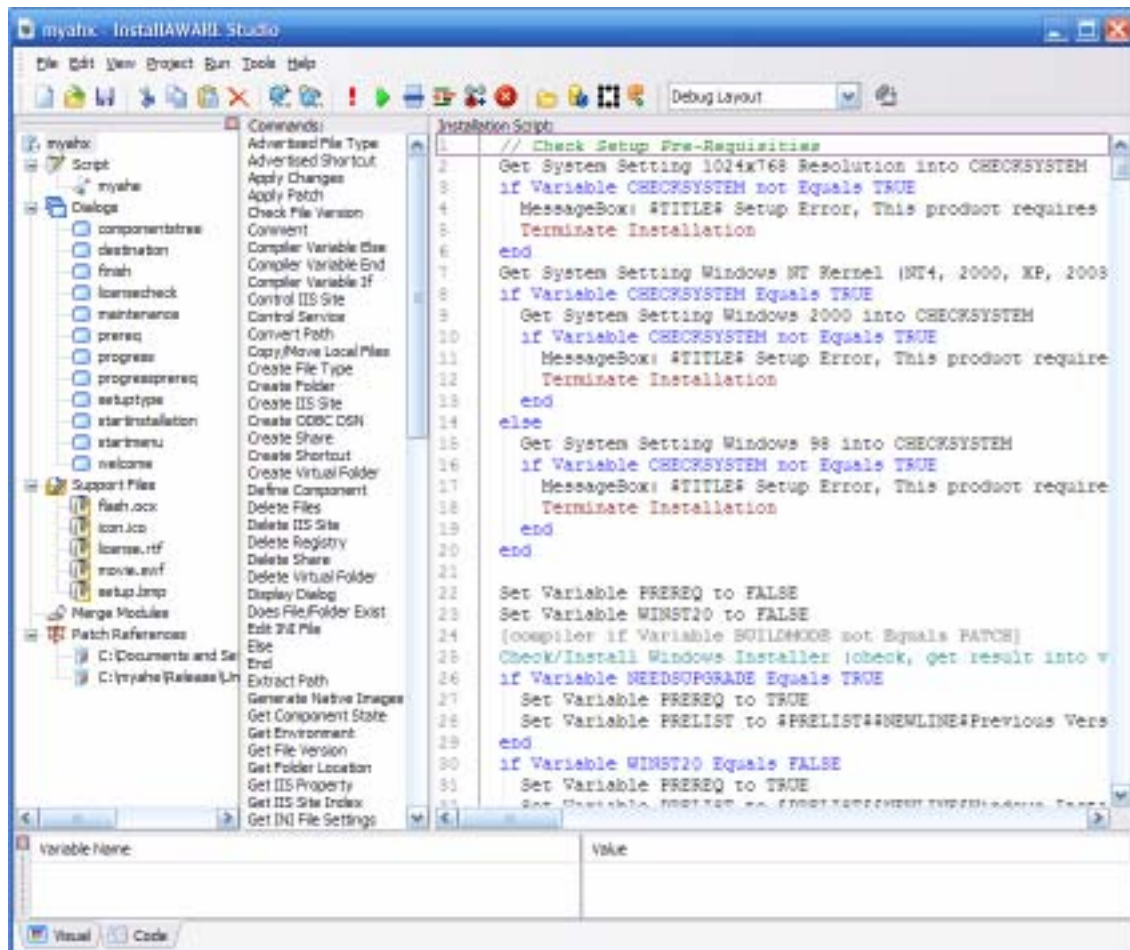 myahx - InstallAWARE Studio
File Edit View Project Run Tools Help
Debug Layout
myahx
Script
myahx
Dialogs
componentstree
destination
finish
licensecheck
maintenance
prereq
progress
progressprereq
setuptype
startinstallation
startmenu
welcome
Support Files
flash.ocx
icon.ico
license.rtf
movie.swf
setup.bmp
Merge Modules
Patch References
C:\Documents and Se
C:\myahx\Release\Un
Commands:
Advertised File Type
Advertised Shortcut
Apply Changes
Apply Patch
Check File Version
Comment
Compiler Variable Else
Compiler Variable End
Compiler Variable If
Control IIS Site
Control Service
Convert Path
Copy/Move Local Files
Create File Type
Create Folder
Create IIS Site
Create ODBC DSN
Create Share
Create Shortcut
Create Virtual Folder
Define Component
Delete Files
Delete IIS Site
Delete Registry
Delete Share
Delete Virtual Folder
Display Dialog
Does File/Folder Exist
Edit INI File
Else
End
Extract Path
Generate Native Images
Get Component State
Get Environment
Get File Version
Get Folder Location
Get IIS Property
Get IIS Site Index
Get INI File Settings
Installation Script:
1 // Check Setup Pre-Requisities
2 Get System Setting 1024x768 Resolution into CHECKSYSTEM
3 if Variable CHECKSYSTEM not Equals TRUE
4 MessageBox: #TITLE# Setup Error, This product requires
5 Terminate Installation
6 end
7 Get System Setting Windows NT Kernel (NT4, 2000, XP, 2003
8 if Variable CHECKSYSTEM Equals TRUE
9 Get System Setting Windows 2000 into CHECKSYSTEM
10 if Variable CHECKSYSTEM not Equals TRUE
11 MessageBox: #TITLE# Setup Error, This product require
12 Terminate Installation
13 end
14 else
15 Get System Setting Windows 98 into CHECKSYSTEM
16 if Variable CHECKSYSTEM not Equals TRUE
17 MessageBox: #TITLE# Setup Error, This product require
18 Terminate Installation
19 end
20 end
21
22 Set Variable PREREQ to FALSE
23 Set Variable WINST20 to FALSE
24 [compiler if Variable BUILDMODE not Equals PATCH]
25 Check/Install Windows Installer (check, get result into v
26 if Variable NEEDSUPGRADE Equals TRUE
27 Set Variable PREREQ to TRUE
28 Set Variable PRELIST to #PRELIST##NEWLINE#Previous Vers
29 end
30 if Variable WINST20 Equals FALSE
31 Set Variable PREREQ to TRUE
Set Variable PRELIST to #PRELIST##NEWLINE#Windows Insta
Variable Name
Value
Visual
Code